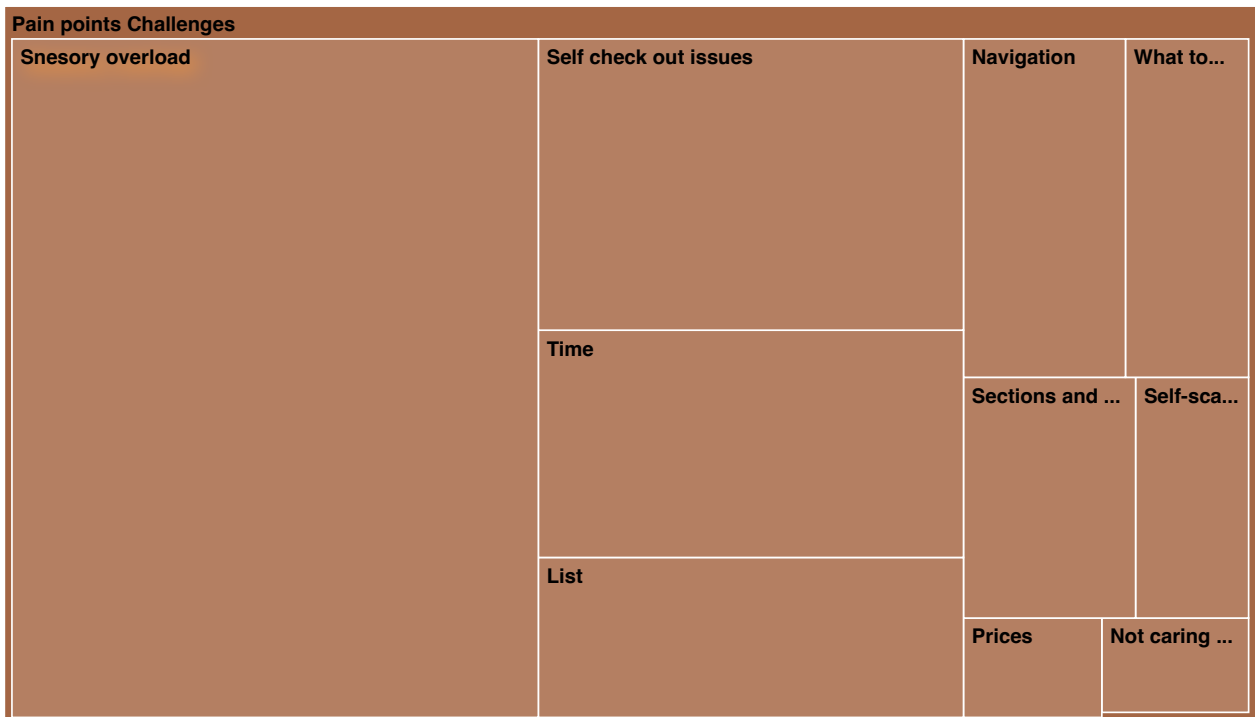 Pain points Challenges
Snesory overload
Self check out issues
Navigation
What to...
Time
Sections and ...
Self-sca...
List
Prices
Not caring ...